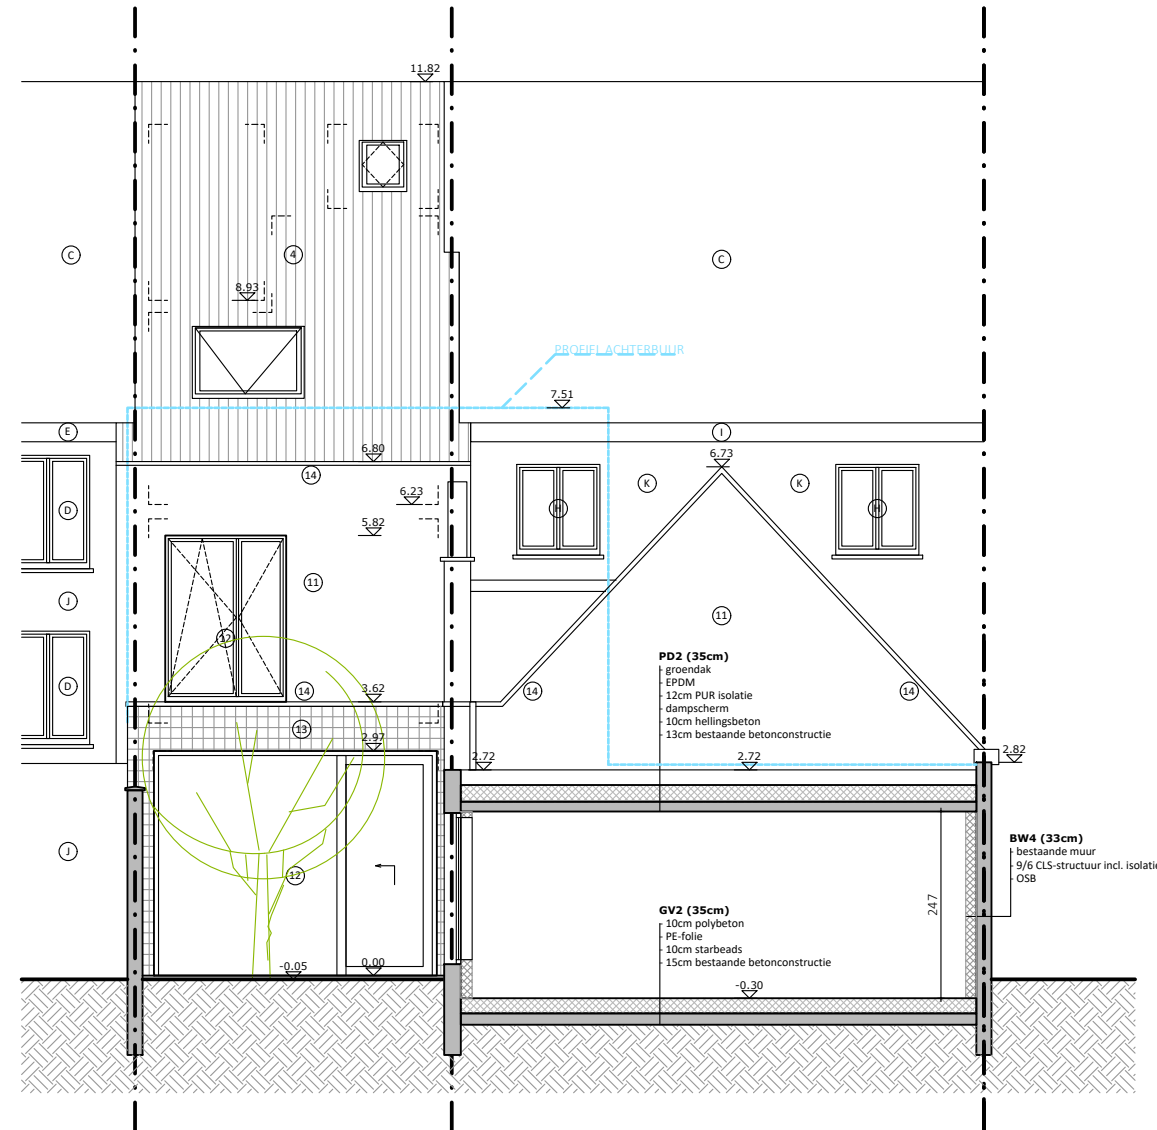 11.82
C
4
C
8.93
PROFIEL ACHTERBUUR
7.51
E
I
6.80
6.73
14
K
K
6.23
D
H
H
5.82
11
J
11
12
PD2 (35cm)
- groendak
- EPDM
- 12cm PUR isolatie
- dampscherm
- 10cm hellingsbeton
- 13cm bestaande betonconstructie
D
14
3.62
14
14
13
2.97
2.72
2.72
2.82
BW4 (33cm)
- bestaande muur
- 9/6 CLS-structuur incl. isolatie
- OSB
J
12
247
GV2 (35cm)
- 10cm polybeton
- PE-folie
- 10cm starbeads
- 15cm bestaande betonconstructie
-0.05
0.00
-0.30